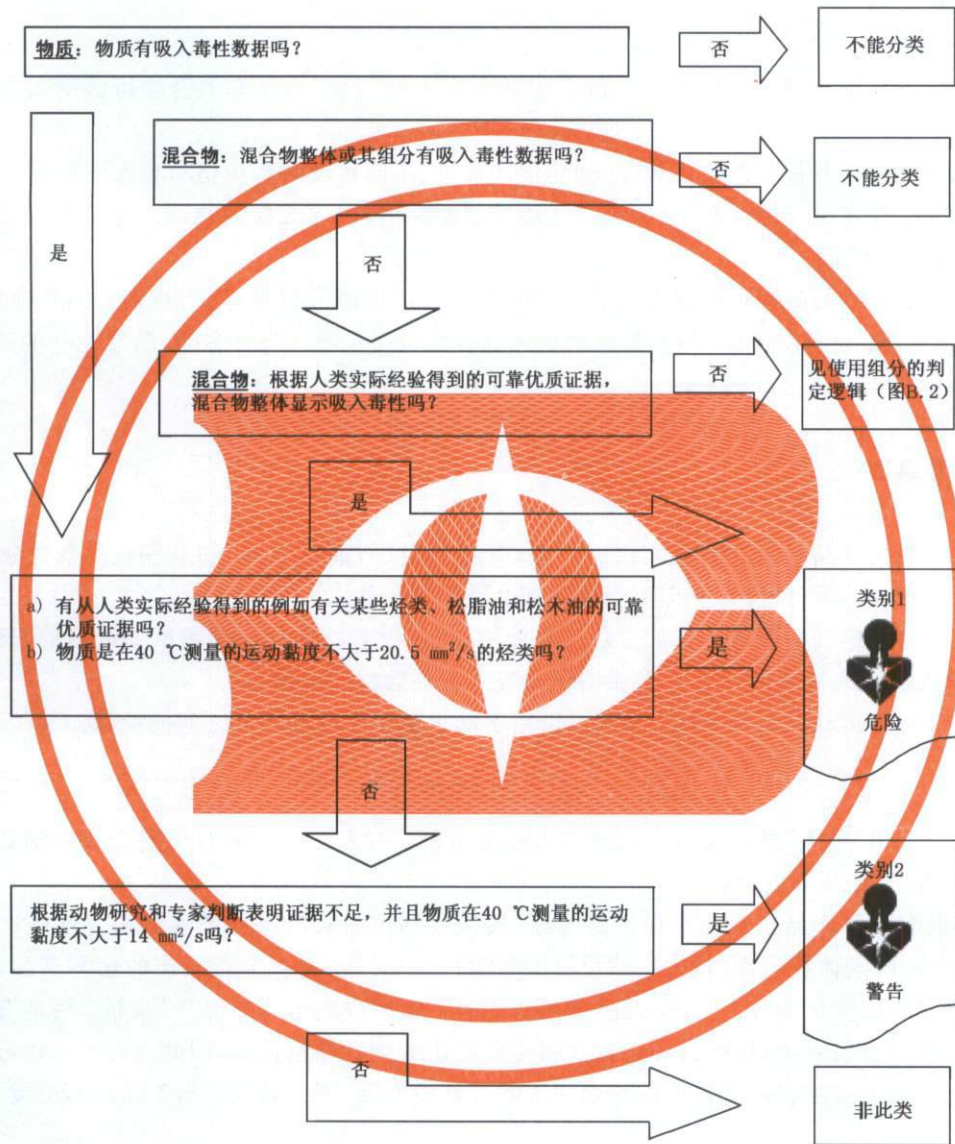 物质：物质有吸入毒性数据吗？
否
不能分类
混合物：混合物整体或其组分有吸入毒性数据吗？
否
不能分类
是
否
混合物：根据人类实际经验得到的可靠优质证据，
混合物整体显示吸入毒性吗？
否
见使用组分的判
定逻辑（图B.2）
是
a) 有从人类实际经验得到的例如有关某些烃类、松脂油和松木油的可靠
优质证据吗？
b) 物质是在40 ℃测量的运动黏度不大于20.5 mm²/s的烃类吗？
是
类别1
危险
否
根据动物研究和专家判断表明证据不足，并且物质在40 ℃测量的运动
黏度不大于14 mm²/s吗？
是
类别2
警告
否
非此类